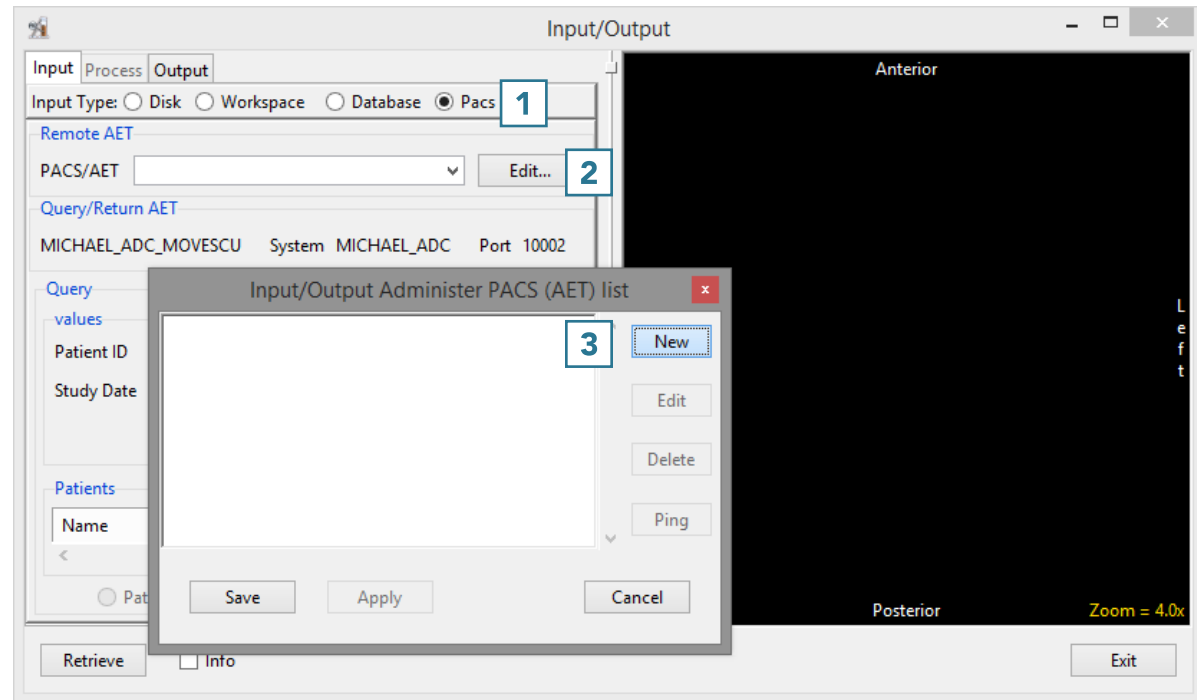 Input/Output
Input Process Output
Input Type: Disk Workspace Database Pacs 1
Remote AET
PACS/AET Edit... 2
Query/Return AET
MICHAEL_ADC_MOVESCU System MICHAEL_ADC Port 10002
Query
values
Patient ID
Study Date
Patients
Name
Pat
Retrieve Info
Input/Output Administer PACS (AET) list
3 New
Edit
Delete
Ping
Save Apply Cancel
Anterior
Left
Posterior Zoom = 4.0x
Exit